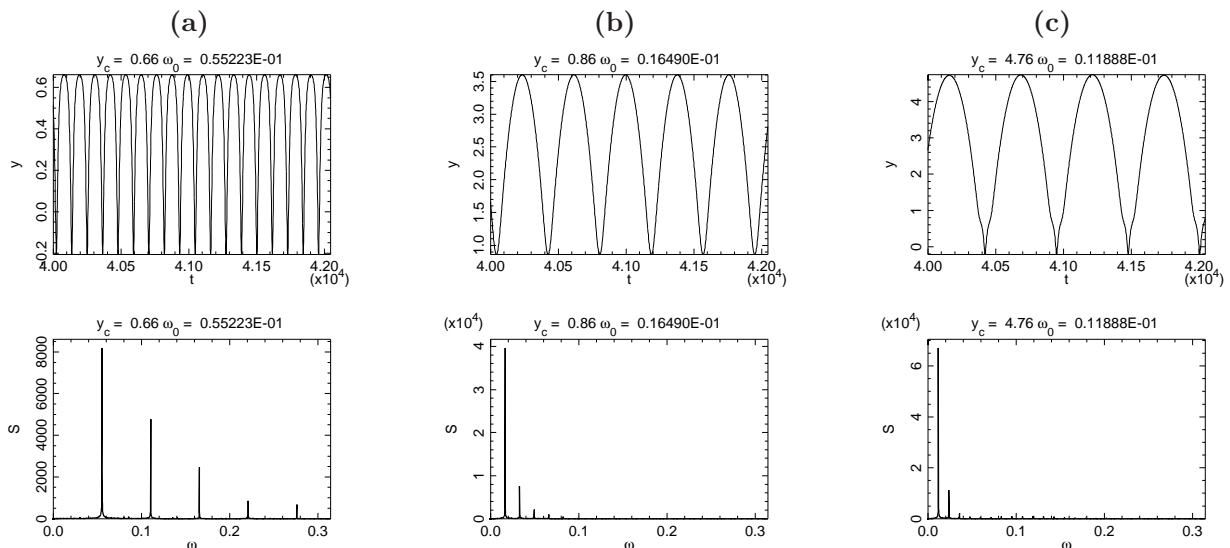 (a) (b) (c)
y_c = 0.66 ω_0 = 0.55223E-01
y
0.6
0.4
0.2
0.0
-0.2
4.00 4.05 4.10 4.15 4.20
t (x10^4)
y_c = 0.86 ω_0 = 0.16490E-01
y
3.5
3.0
2.5
2.0
1.5
1.0
4.00 4.05 4.10 4.15 4.20
t (x10^4)
y_c = 4.76 ω_0 = 0.11888E-01
y
4
3
2
1
0
4.00 4.05 4.10 4.15 4.20
t (x10^4)
y_c = 0.66 ω_0 = 0.55223E-01
S
8000
6000
4000
2000
0
0.0 0.1 0.2 0.3
ω
(x10^4) y_c = 0.86 ω_0 = 0.16490E-01
S
4
3
2
1
0
0.0 0.1 0.2 0.3
ω
(x10^4) y_c = 4.76 ω_0 = 0.11888E-01
S
6
4
2
0
0.0 0.1 0.2 0.3
ω